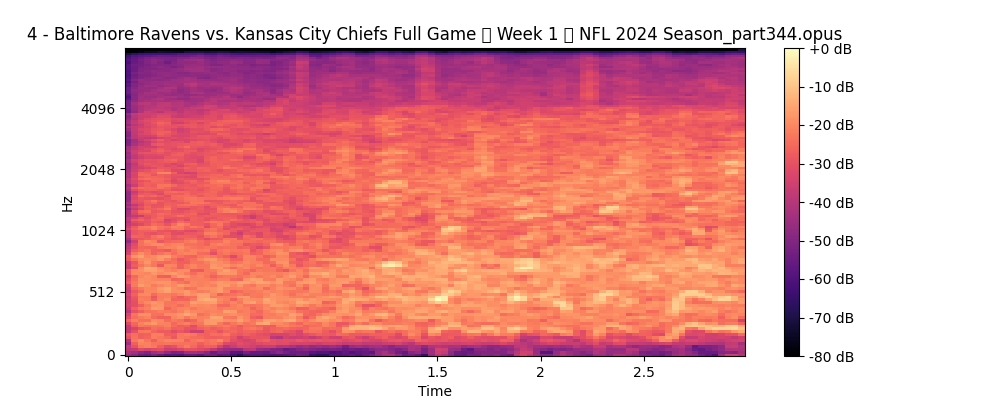 4 - Baltimore Ravens vs. Kansas City Chiefs Full Game ▯ Week 1 ▯ NFL 2024 Season_part344.opus
+0 dB
4096
-10 dB
-20 dB
2048
-30 dB
Hz
1024
-40 dB
-50 dB
512
-60 dB
-70 dB
0
-80 dB
0 0.5 1 1.5 2 2.5
Time